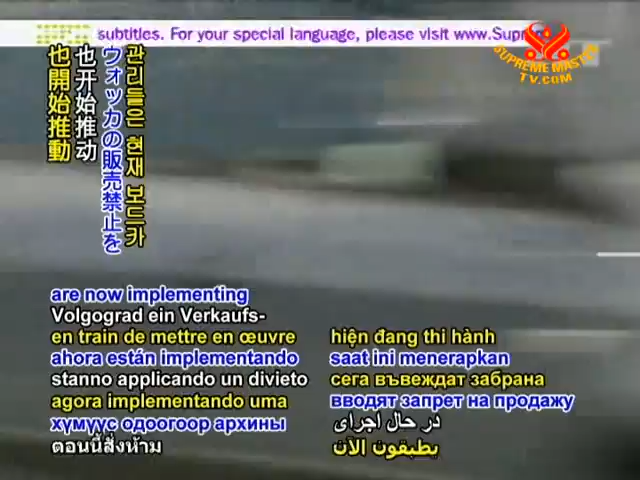 subtitles. For your special language, please visit www.Suprem
SUPREME MASTER
TV.COM
관리들은 현재 보드카
ウォッカの販売禁止を
也开始推动
也開始推動
are now implementing
Volgograd ein Verkaufs-
en train de mettre en œuvre
ahora están implementando
stanno applicando un divieto
agora implementando uma
хүмүүс одоогоор архины
ตอนนี้สั่งห้าม
hiện đang thi hành
saat ini menerapkan
сега въвеждат забрана
вводят запрет на продажу
در حال اجرای
يطبقون الآن